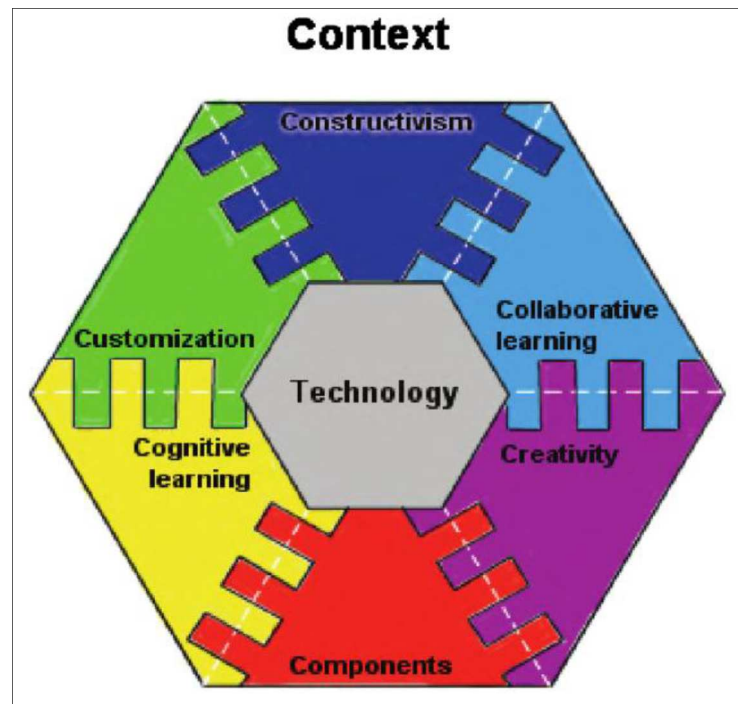 Context
Constructivism
Customization
Collaborative
learning
Technology
Cognitive
learning
Creativity
Components